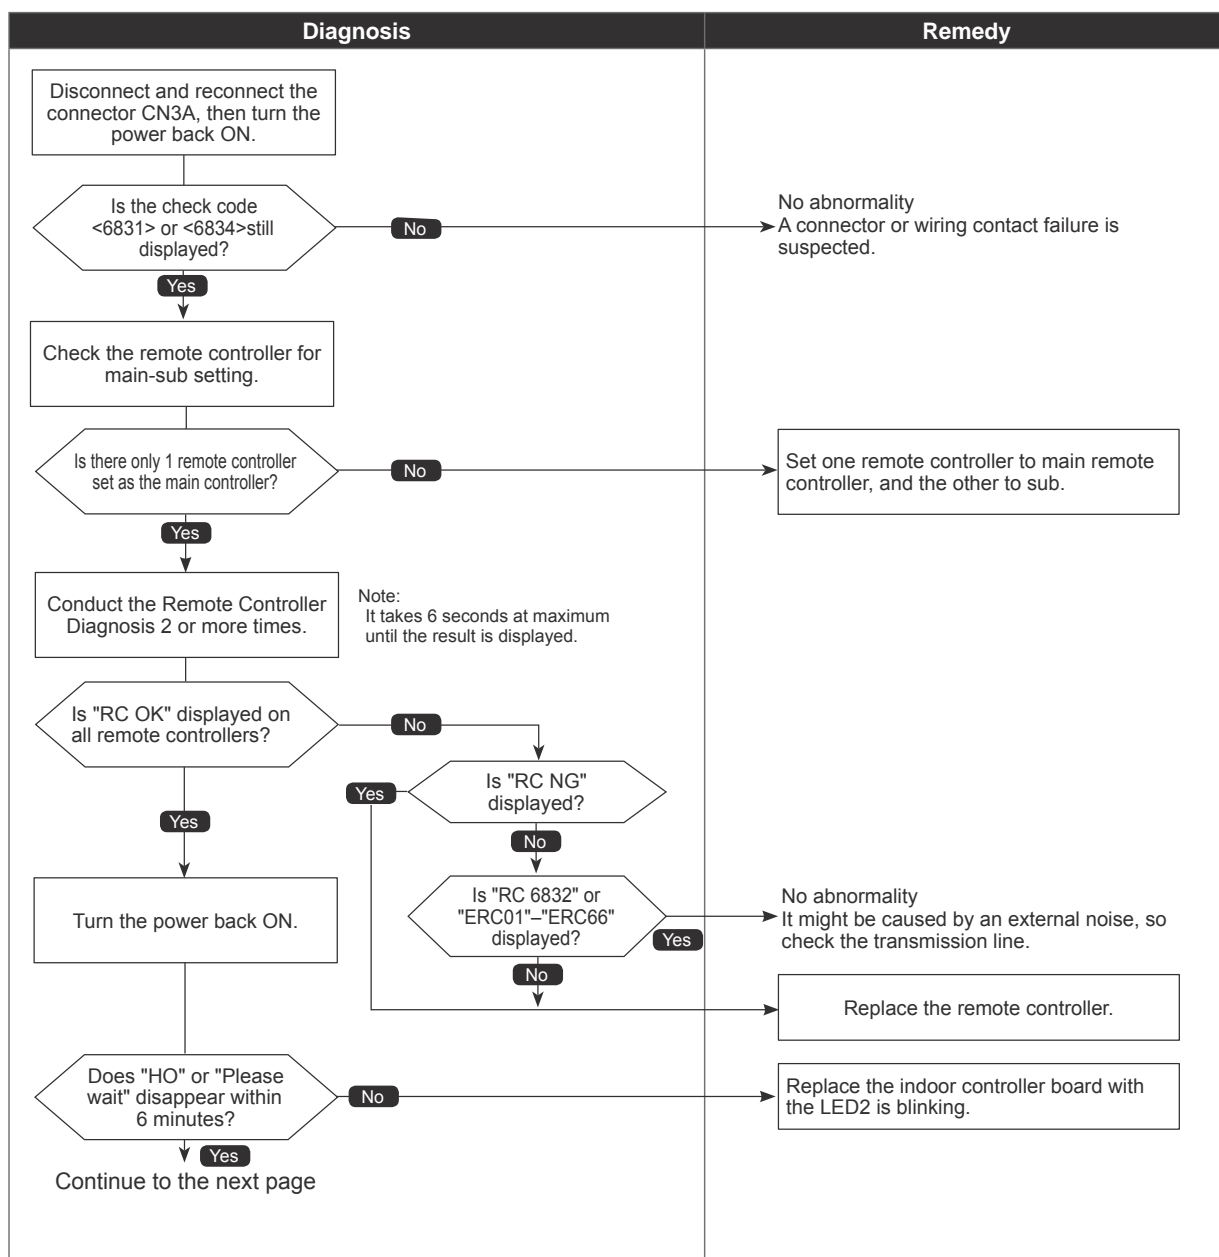 Diagnosis
Remedy
Disconnect and reconnect the
connector CN3A, then turn the
power back ON.
Is the check code
<6831> or <6834>still
displayed?
No
No abnormality
A connector or wiring contact failure is
suspected.
Yes
Check the remote controller for
main-sub setting.
Is there only 1 remote controller
set as the main controller?
No
Set one remote controller to main remote
controller, and the other to sub.
Yes
Conduct the Remote Controller
Diagnosis 2 or more times.
Note:
It takes 6 seconds at maximum
until the result is displayed.
Is "RC OK" displayed on
all remote controllers?
No
Is "RC NG"
displayed?
Yes
Yes
No
Turn the power back ON.
Is "RC 6832" or
"ERC01"–"ERC66"
displayed?
Yes
No abnormality
It might be caused by an external noise, so
check the transmission line.
No
Replace the remote controller.
Does "HO" or "Please
wait" disappear within
6 minutes?
No
Replace the indoor controller board with
the LED2 is blinking.
Yes
Continue to the next page